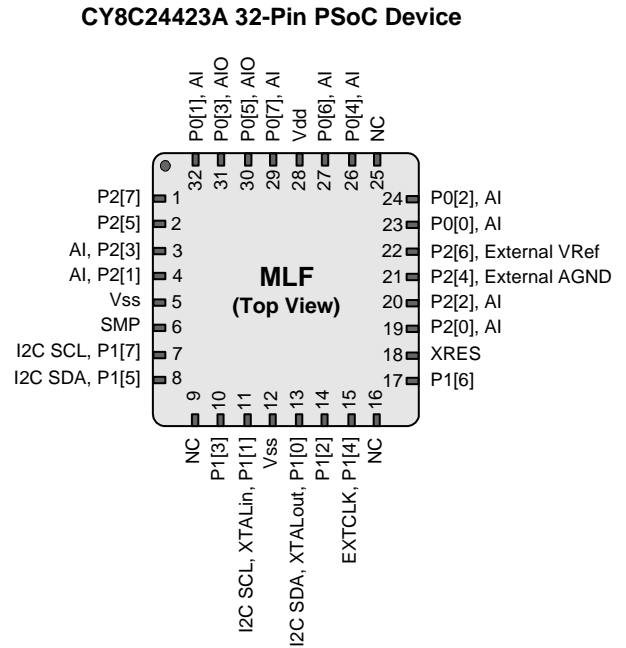 CY8C24423A 32-Pin PSoC Device
P0[1], AI
P0[3], AIO
P0[5], AIO
P0[7], AI
Vdd
P0[6], AI
P0[4], AI
NC
32
31
30
29
28
27
26
25
P2[7] 1
P2[5] 2
AI, P2[3] 3
AI, P2[1] 4
Vss 5
SMP 6
I2C SCL, P1[7] 7
I2C SDA, P1[5] 8
MLF
(Top View)
24 P0[2], AI
23 P0[0], AI
22 P2[6], External VRef
21 P2[4], External AGND
20 P2[2], AI
19 P2[0], AI
18 XRES
17 P1[6]
9
10
11
12
13
14
15
16
NC
P1[3]
I2C SCL, XTALin, P1[1]
Vss
I2C SDA, XTALout, P1[0]
P1[2]
EXTCLK, P1[4]
NC